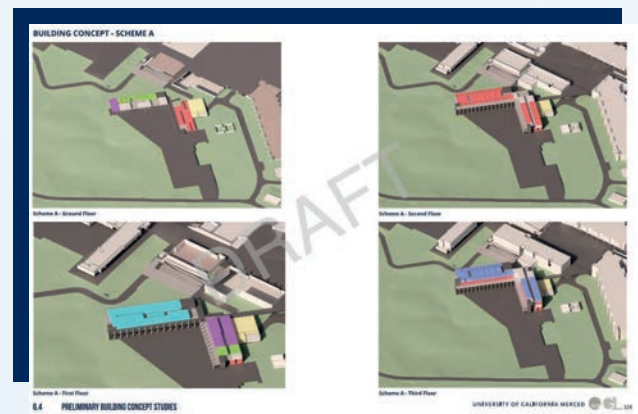 BUILDING CONCEPT - SCHEME A
Scheme A - Ground Floor
Scheme A - Second Floor
DRAFT
Scheme A - First Floor
Scheme A - Third Floor
6.4 PRELIMINARY BUILDING CONCEPT STUDIES
UNIVERSITY OF CALIFORNIA MERCED